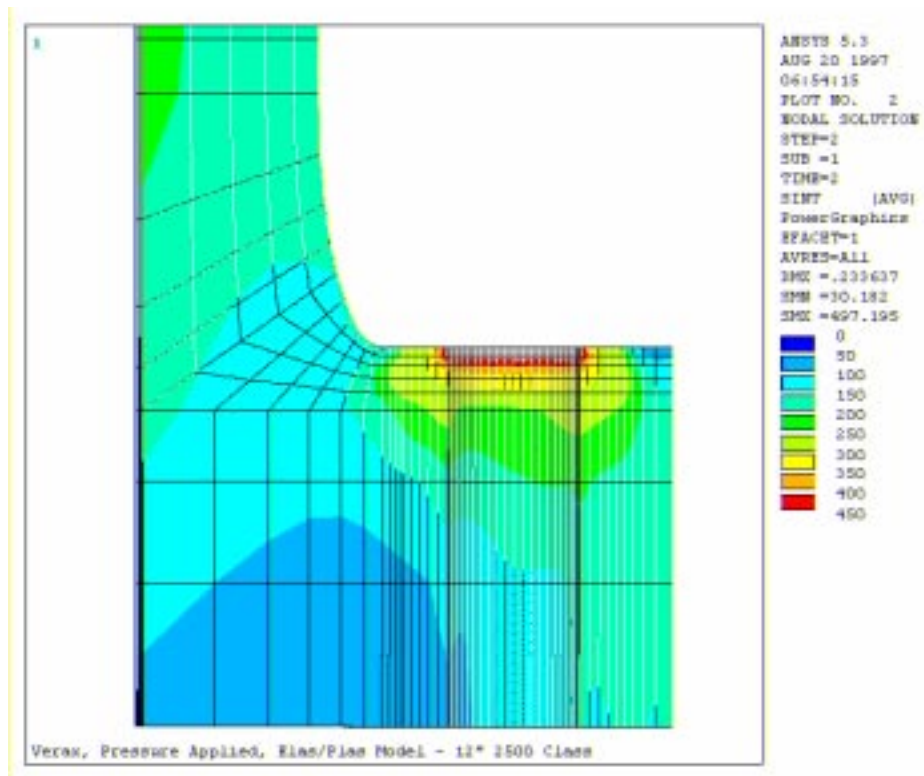 1
ANSYS 5.3
AUG 20 1997
06:54:15
PLOT NO. 2
NODAL SOLUTION
STEP=2
SUB =1
TIME=2
SINT (AVG)
PowerGraphics
EFACET=1
AVRES=All
DMX =.233637
SMN =30.182
SMX =697.195
0
50
100
150
200
250
300
350
400
450
Verax, Pressure Applied, Elas/Plas Model - 12" 2500 Class